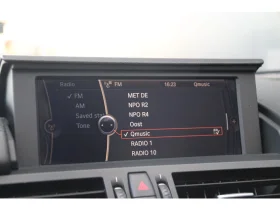 Radio FM 16:23 Qmusic
✓ FM
AM
Saved st
Tone
MET DE
NPO R2
NPO R4
Oost
✓ Qmusic
RADIO 1
RADIO 10